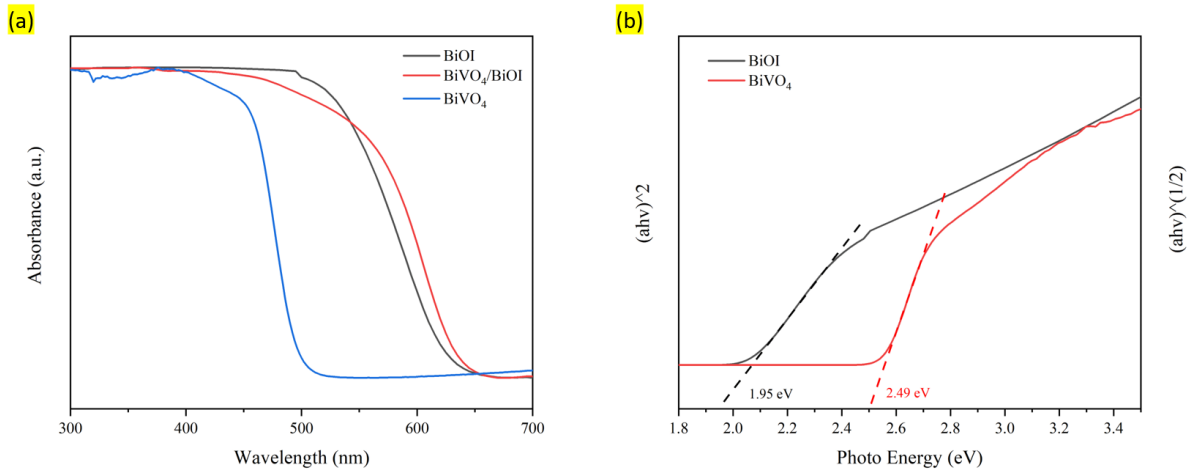 (a)
BiOI
BiVO₄/BiOI
BiVO₄
Absorbance (a.u.)
300 400 500 600 700
Wavelength (nm)
(b)
BiOI
BiVO₄
(ahv)^2
(ahv)^(1/2)
1.95 eV
2.49 eV
1.8 2.0 2.2 2.4 2.6 2.8 3.0 3.2 3.4
Photo Energy (eV)